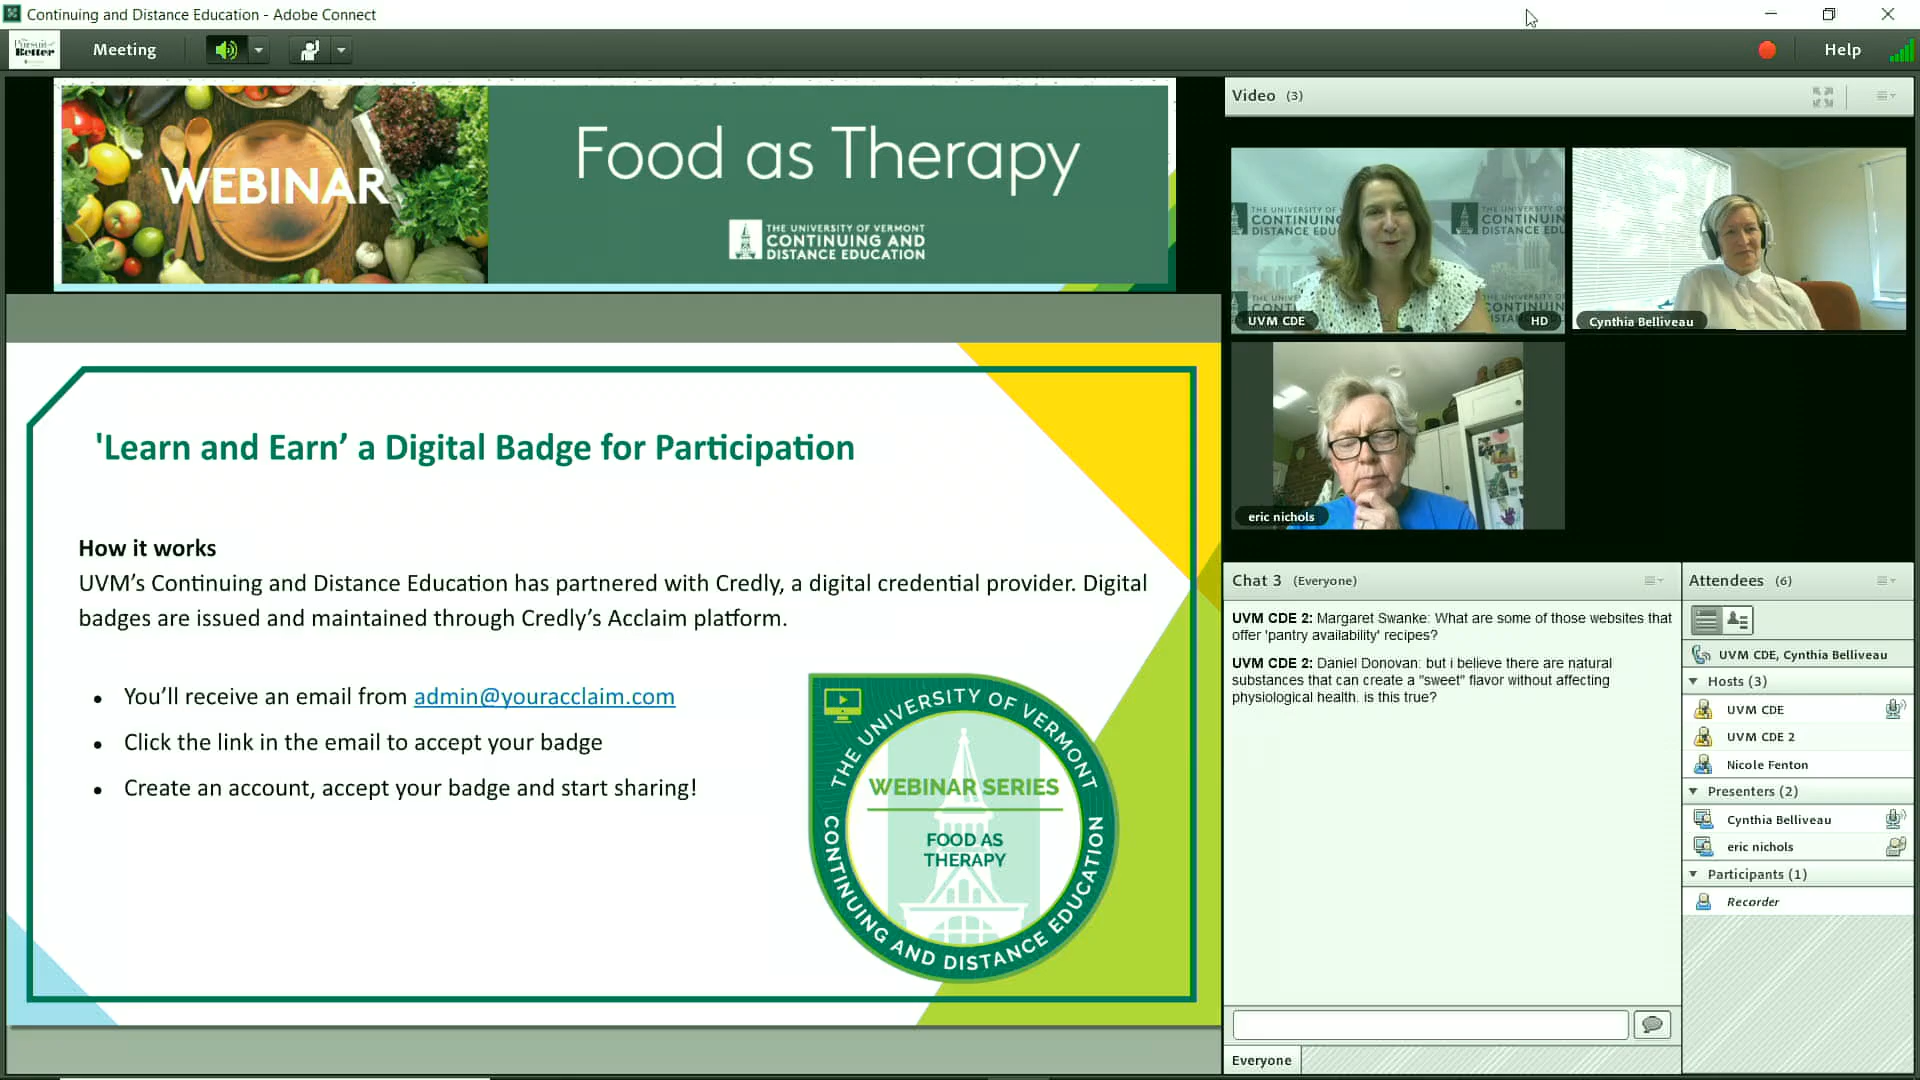 Continuing and Distance Education - Adobe Connect
Pursuit of
Better
Meeting
Help
WEBINAR
Food as Therapy
THE UNIVERSITY OF VERMONT
CONTINUING AND
DISTANCE EDUCATION
'Learn and Earn’ a Digital Badge for Participation
How it works
UVM’s Continuing and Distance Education has partnered with Credly, a digital credential provider. Digital
badges are issued and maintained through Credly’s Acclaim platform.
• You’ll receive an email from admin@youracclaim.com
• Click the link in the email to accept your badge
• Create an account, accept your badge and start sharing!
THE UNIVERSITY OF VERMONT
WEBINAR SERIES
FOOD AS
THERAPY
CONTINUING AND DISTANCE EDUCATION
Video (3)
UVM CDE
HD
Cynthia Belliveau
eric nichols
Chat 3 (Everyone)
UVM CDE 2: Margaret Swanke: What are some of those websites that
offer 'pantry availability' recipes?
UVM CDE 2: Daniel Donovan: but i believe there are natural
substances that can create a "sweet" flavor without affecting
physiological health. is this true?
Everyone
Attendees (6)
UVM CDE, Cynthia Belliveau
Hosts (3)
UVM CDE
UVM CDE 2
Nicole Fenton
Presenters (2)
Cynthia Belliveau
eric nichols
Participants (1)
Recorder